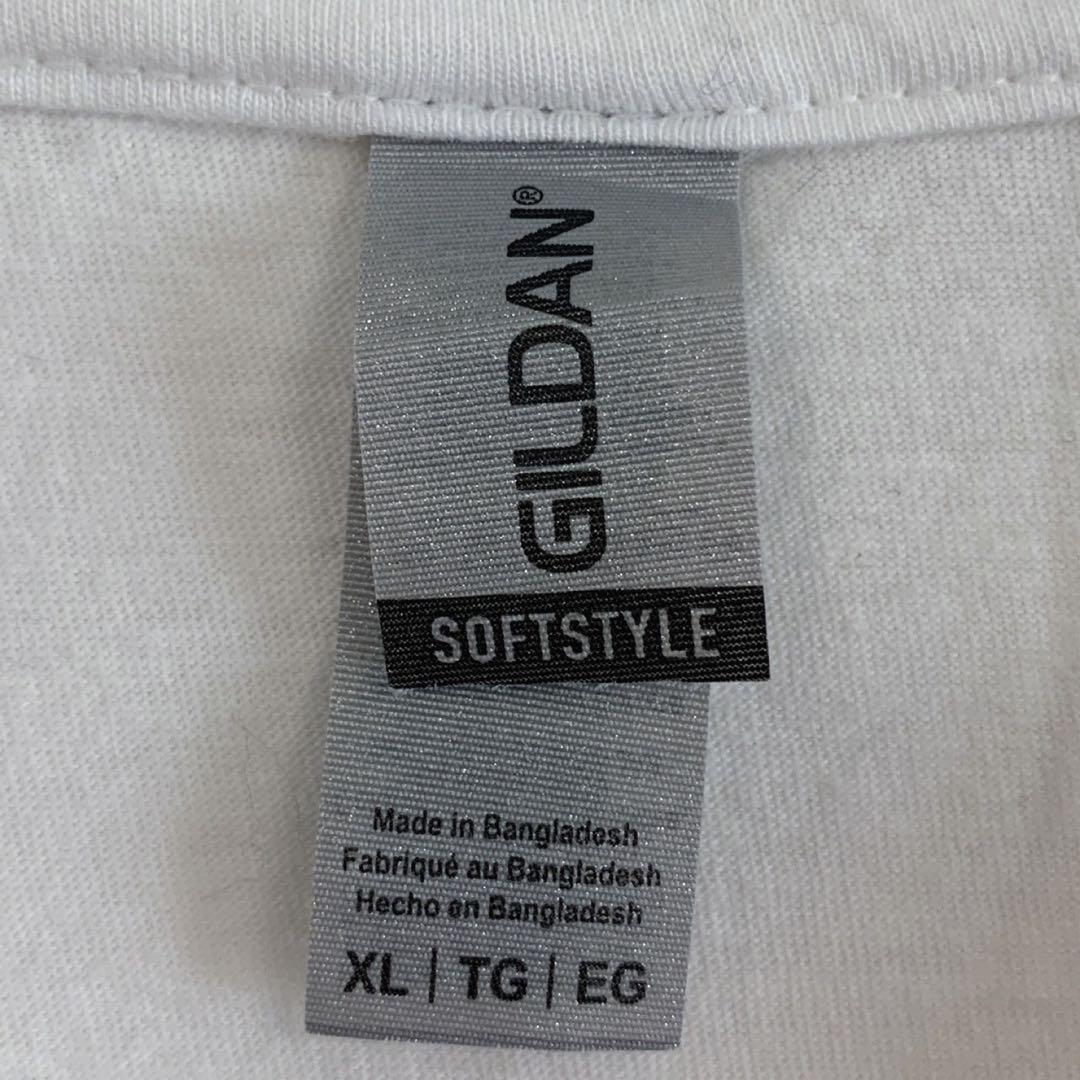 GILDAN®
SOFTSTYLE
Made in Bangladesh
Fabriqué au Bangladesh
Hecho en Bangladesh
XL | TG | EG